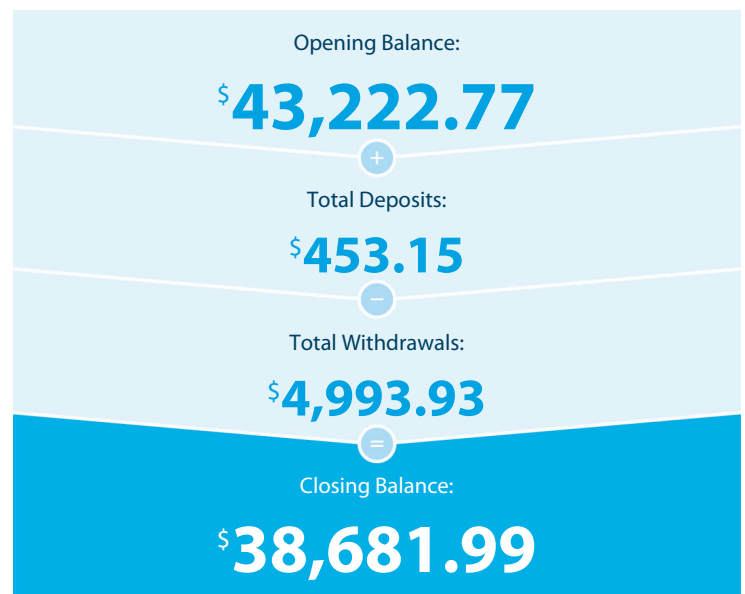 Opening Balance:
$43,222.77
+
Total Deposits:
$453.15
−
Total Withdrawals:
$4,993.93
=
Closing Balance:
$38,681.99